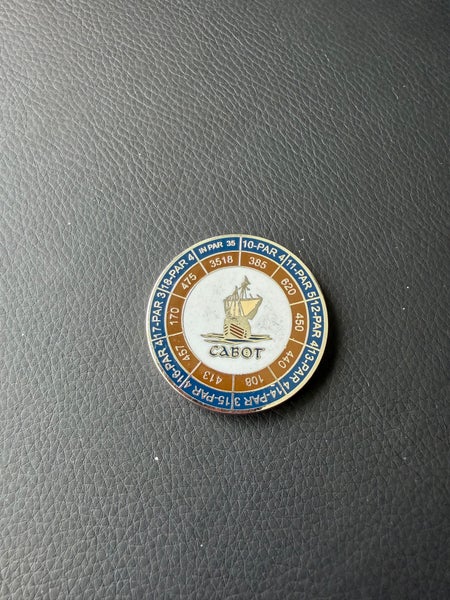 IN PAR 35
3518
10-PAR 4
385
11-PAR 5
620
12-PAR 4
450
13-PAR 4
440
14-PAR 3
108
15-PAR 4
413
16-PAR 4
457
17-PAR 3
170
18-PAR 4
475
CABOT